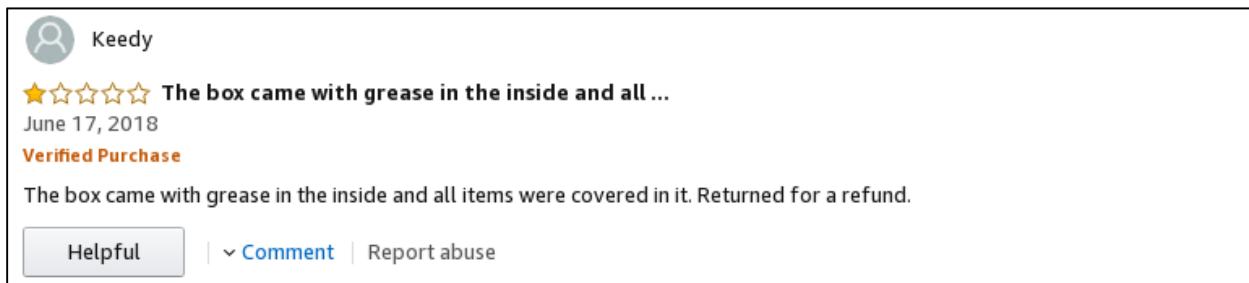 Keedy
The box came with grease in the inside and all ...
June 17, 2018
Verified Purchase
The box came with grease in the inside and all items were covered in it. Returned for a refund.
Helpful Comment Report abuse